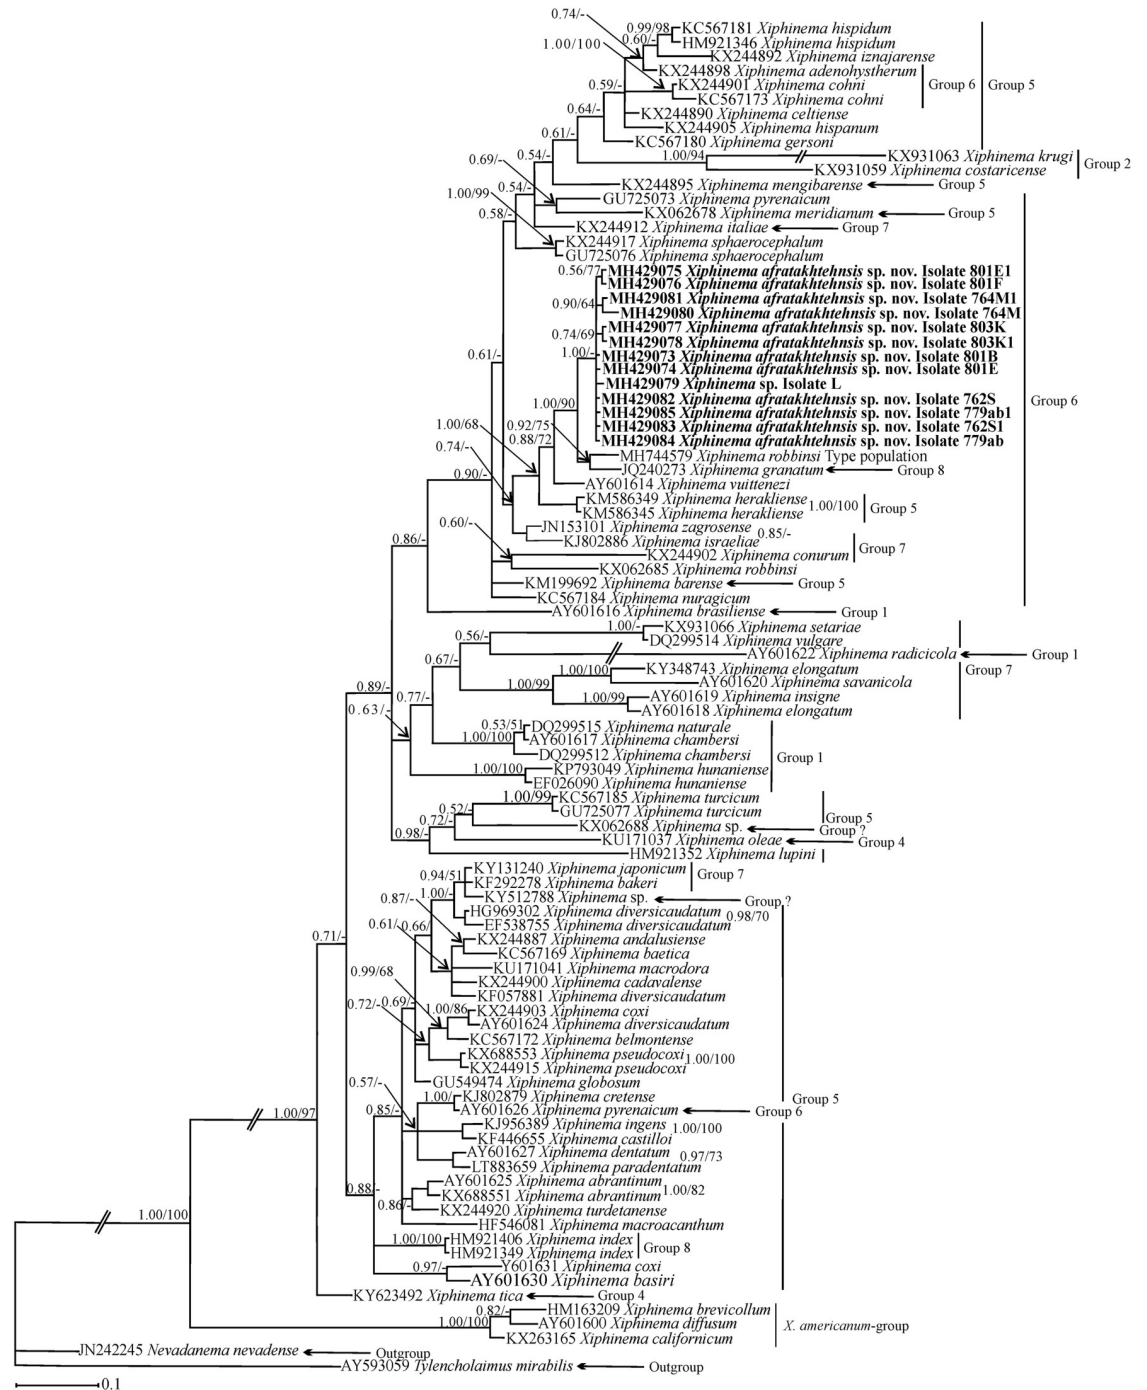 0.74/-
0.99/98 KC567181 Xiphinema hispidum
1.00/100 0.60/- HM921346 Xiphinema hispidum
KX244892 Xiphinema iznajarense
KX244898 Xiphinema adenohystherum
0.59/- KX244901 Xiphinema cohni Group 6 Group 5
KC567173 Xiphinema cohni
0.64/- KX244890 Xiphinema celtiense
KX244905 Xiphinema hispanum
0.61/- KC567180 Xiphinema gersoni
0.54/- 1.00/94 KX931063 Xiphinema krugi Group 2
0.69/- KX931059 Xiphinema costaricense
0.54/- KX244895 Xiphinema mengibarense Group 5
1.00/99 GU725073 Xiphinema pyrenaicum
0.58/- KX062678 Xiphinema meridianum Group 5
KX244912 Xiphinema italiae Group 7
KX244917 Xiphinema sphaerocephalum
GU725076 Xiphinema sphaerocephalum
0.56/77 MH429075 Xiphinema afratakhtehnsis sp. nov. Isolate 801E1
MH429076 Xiphinema afratakhtehnsis sp. nov. Isolate 801F
0.90/64 MH429081 Xiphinema afratakhtehnsis sp. nov. Isolate 764M1
MH429080 Xiphinema afratakhtehnsis sp. nov. Isolate 764M
0.74/69 MH429077 Xiphinema afratakhtehnsis sp. nov. Isolate 803K
MH429078 Xiphinema afratakhtehnsis sp. nov. Isolate 803K1
0.61/- 1.00/- MH429073 Xiphinema afratakhtehnsis sp. nov. Isolate 801B
MH429074 Xiphinema afratakhtehnsis sp. nov. Isolate 801E
MH429079 Xiphinema sp. Isolate L
1.00/90 MH429082 Xiphinema afratakhtehnsis sp. nov. Isolate 762S Group 6
MH429085 Xiphinema afratakhtehnsis sp. nov. Isolate 779ab1
1.00/68 0.92/75 MH429083 Xiphinema afratakhtehnsis sp. nov. Isolate 762S1
0.74/- 0.88/72 MH429084 Xiphinema afratakhtehnsis sp. nov. Isolate 779ab
MH744579 Xiphinema robbinsi Type population
0.90/- JQ240273 Xiphinema granatum Group 8
AY601614 Xiphinema vuittenezi
KM586349 Xiphinema herakliense 1.00/100 Group 5
KM586345 Xiphinema herakliense
0.60/- JN153101 Xiphinema zagrosense
KJ802886 Xiphinema israeliae 0.85/-
0.86/- KX244902 Xiphinema conurum Group 7
KX062685 Xiphinema robbinsi
KM199692 Xiphinema barense Group 5
KC567184 Xiphinema nuragicum
AY601616 Xiphinema brasiliense Group 1
1.00/- KX931066 Xiphinema setariae
0.56/- DQ299514 Xiphinema vulgare
AY601622 Xiphinema radicicola Group 1
0.67/- 1.00/100 KY348743 Xiphinema elongatum Group 7
0.89/- 1.00/99 AY601620 Xiphinema savanicola
0.77/- 1.00/99 AY601619 Xiphinema insigne
0.63/- AY601618 Xiphinema elongatum
0.53/51 DQ299515 Xiphinema naturale
1.00/100 AY601617 Xiphinema chambersi
DQ299512 Xiphinema chambersi Group 1
1.00/100 KP793049 Xiphinema hunaniense
EF026090 Xiphinema hunaniense
1.00/99 KC567185 Xiphinema turcicum
0.52/- GU725077 Xiphinema turcicum Group 5
0.72/- KX062688 Xiphinema sp. Group ?
0.98/- KU171037 Xiphinema oleae Group 4
HM921352 Xiphinema lupini
0.94/51 KY131240 Xiphinema japonicum Group 7
KF292278 Xiphinema bakeri
0.87/- 1.00/- KY512788 Xiphinema sp. Group ?
HG969302 Xiphinema diversicaudatum 0.98/70
0.61/- 0.66/- EF538755 Xiphinema diversicaudatum
0.71/- KX244887 Xiphinema andalusiense
KC567169 Xiphinema baetica
0.99/68 KU171041 Xiphinema macrodora
KX244900 Xiphinema cadavalense
KF057881 Xiphinema diversicaudatum
0.72/- 0.69/- 1.00/86 KX244903 Xiphinema coxi
AY601624 Xiphinema diversicaudatum
KC567172 Xiphinema belmontense
KX688553 Xiphinema pseudocoxi 1.00/100
KX244915 Xiphinema pseudocoxi
0.57/- GU549474 Xiphinema globosum
1.00/- KJ802879 Xiphinema cretense Group 5
1.00/97 0.85/- AY601626 Xiphinema pyrenaicum Group 6
KJ956389 Xiphinema ingens 1.00/100
KF446655 Xiphinema castilloi
AY601627 Xiphinema dentatum 0.97/73
LT883659 Xiphinema paradentatum
AY601625 Xiphinema abrantinum
0.88/- KX688551 Xiphinema abrantinum 1.00/82
0.86/- KX244920 Xiphinema turdetanense
1.00/100 HF546081 Xiphinema macroacanthum
1.00/100 HM921406 Xiphinema index Group 8
HM921349 Xiphinema index
0.97/- Y601631 Xiphinema coxi
AY601630 Xiphinema basiri
KY623492 Xiphinema tica Group 4
0.82/- HM163209 Xiphinema brevicollum
1.00/100 AY601600 Xiphinema diffusum X. americanum-group
KX263165 Xiphinema californicum
JN242245 Nevadanema nevadense Outgroup
AY593059 Tylencholaimus mirabilis Outgroup
0.1